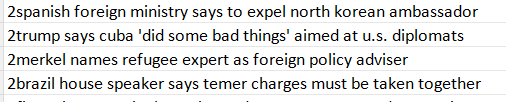 2spanish foreign ministry says to expel north korean ambassador
2trump says cuba 'did some bad things' aimed at u.s. diplomats
2merkel names refugee expert as foreign policy adviser
2brazil house speaker says temer charges must be taken together